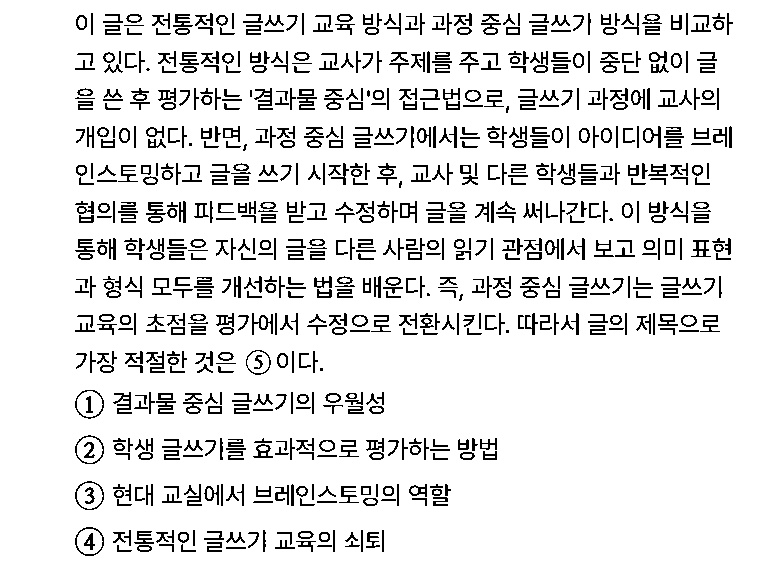 이 글은 전통적인 글쓰기 교육 방식과 과정 중심 글쓰기 방식을 비교하
고 있다. 전통적인 방식은 교사가 주제를 주고 학생들이 중단 없이 글
을 쓴 후 평가하는 '결과물 중심'의 접근법으로, 글쓰기 과정에 교사의
개입이 없다. 반면, 과정 중심 글쓰기에서는 학생들이 아이디어를 브레
인스토밍하고 글을 쓰기 시작한 후, 교사 및 다른 학생들과 반복적인
협의를 통해 피드백을 받고 수정하며 글을 계속 써나간다. 이 방식을
통해 학생들은 자신의 글을 다른 사람의 읽기 관점에서 보고 의미 표현
과 형식 모두를 개선하는 법을 배운다. 즉, 과정 중심 글쓰기는 글쓰기
교육의 초점을 평가에서 수정으로 전환시킨다. 따라서 글의 제목으로
가장 적절한 것은 ⑤이다.
① 결과물 중심 글쓰기의 우월성
② 학생 글쓰기를 효과적으로 평가하는 방법
③ 현대 교실에서 브레인스토밍의 역할
④ 전통적인 글쓰기 교육의 쇠퇴